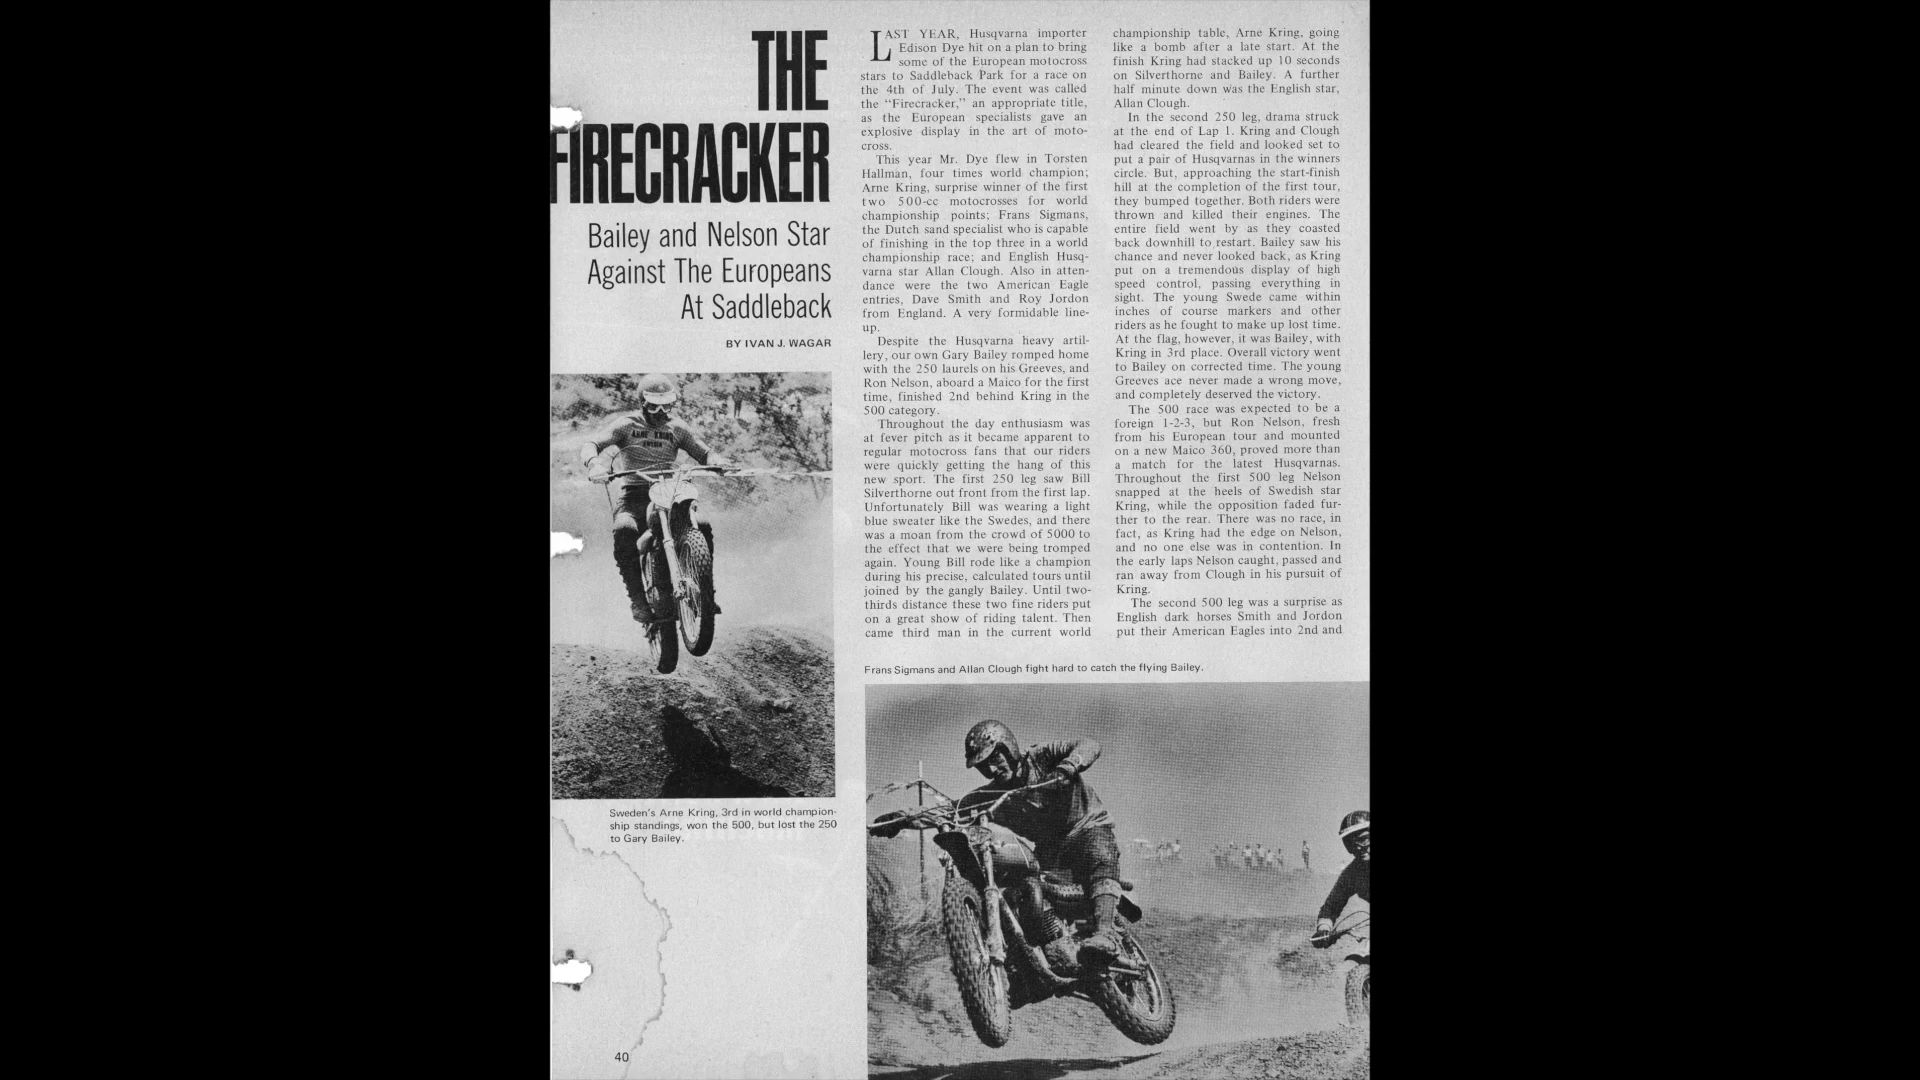 THE
FIRECRACKER
Bailey and Nelson Star
Against The Europeans
At Saddleback
BY IVAN J. WAGAR
ARNE KRING
Sweden's Arne Kring, 3rd in world champion-
ship standings, won the 500, but lost the 250
to Gary Bailey.
40
LAST YEAR, Husqvarna importer
Edison Dye hit on a plan to bring
some of the European motocross
stars to Saddleback Park for a race on
the 4th of July. The event was called
the "Firecracker," an appropriate title,
as the European specialists gave an
explosive display in the art of moto-
cross.
This year Mr. Dye flew in Torsten
Hallman, four times world champion;
Arne Kring, surprise winner of the first
two 500-cc motocrosses for world
championship points; Frans Sigmans,
the Dutch sand specialist who is capable
of finishing in the top three in a world
championship race; and English Husq-
varna star Allan Clough. Also in atten-
dance were the two American Eagle
entries, Dave Smith and Roy Jordon
from England. A very formidable line-
up.
Despite the Husqvarna heavy artil-
lery, our own Gary Bailey romped home
with the 250 laurels on his Greeves, and
Ron Nelson, aboard a Maico for the first
time, finished 2nd behind Kring in the
500 category.
Throughout the day enthusiasm was
at fever pitch as it became apparent to
regular motocross fans that our riders
were quickly getting the hang of this
new sport. The first 250 leg saw Bill
Silverthorne out front from the first lap.
Unfortunately Bill was wearing a light
blue sweater like the Swedes, and there
was a moan from the crowd of 5000 to
the effect that we were being tromped
again. Young Bill rode like a champion
during his precise, calculated tours until
joined by the gangly Bailey. Until two-
thirds distance these two fine riders put
on a great show of riding talent. Then
came third man in the current world
championship table, Arne Kring, going
like a bomb after a late start. At the
finish Kring had stacked up 10 seconds
on Silverthorne and Bailey. A further
half minute down was the English star,
Allan Clough.
In the second 250 leg, drama struck
at the end of Lap 1. Kring and Clough
had cleared the field and looked set to
put a pair of Husqvarnas in the winners
circle. But, approaching the start-finish
hill at the completion of the first tour,
they bumped together. Both riders were
thrown and killed their engines. The
entire field went by as they coasted
back downhill to restart. Bailey saw his
chance and never looked back, as Kring
put on a tremendous display of high
speed control, passing everything in
sight. The young Swede came within
inches of course markers and other
riders as he fought to make up lost time.
At the flag, however, it was Bailey, with
Kring in 3rd place. Overall victory went
to Bailey on corrected time. The young
Greeves ace never made a wrong move,
and completely deserved the victory.
The 500 race was expected to be a
foreign 1-2-3, but Ron Nelson, fresh
from his European tour and mounted
on a new Maico 360, proved more than
a match for the latest Husqvarnas.
Throughout the first 500 leg Nelson
snapped at the heels of Swedish star
Kring, while the opposition faded fur-
ther to the rear. There was no race, in
fact, as Kring had the edge on Nelson,
and no one else was in contention. In
the early laps Nelson caught, passed and
ran away from Clough in his pursuit of
Kring.
The second 500 leg was a surprise as
English dark horses Smith and Jordon
put their American Eagles into 2nd and
Frans Sigmans and Allan Clough fight hard to catch the flying Bailey.